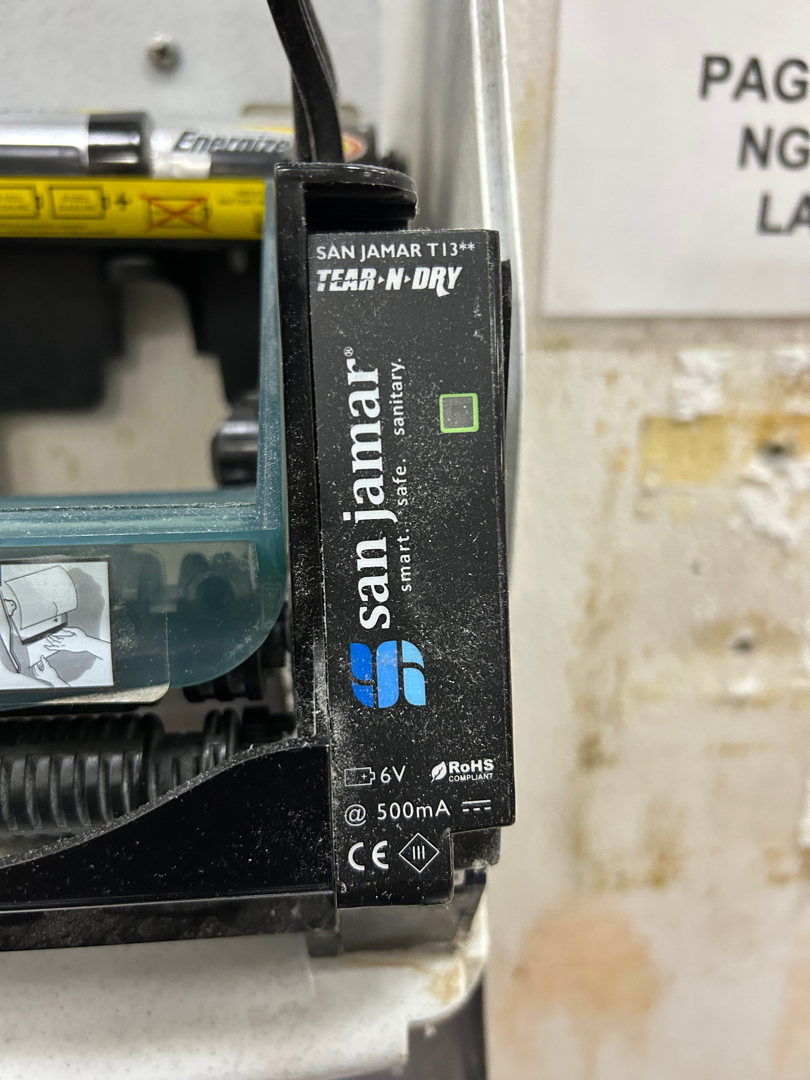 Energize
PAG
NG
LA
SAN JAMAR T13**
TEAR-N-DRY
san jamar®
smart. safe. sanitary.
6V
RoHS
COMPLIANT
@ 500mA
CE
III